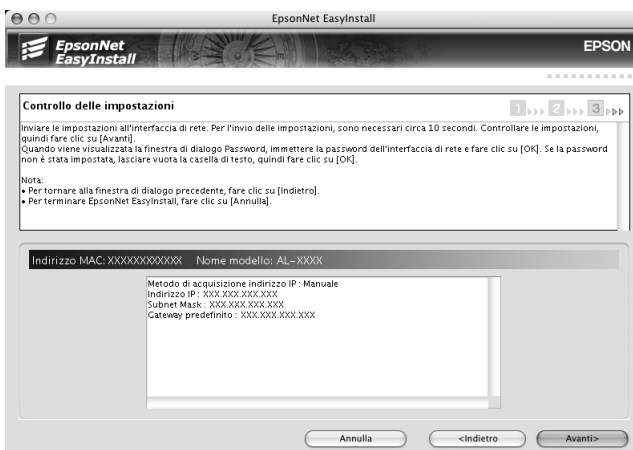 EpsonNet EasyInstall
EpsonNet
EasyInstall
EPSON
Controllo delle impostazioni
1 2 3
Inviare le impostazioni all'interfaccia di rete. Per l'invio delle impostazioni, sono necessari circa 10 secondi. Controllare le impostazioni,
quindi fare clic su [Avanti].
Quando viene visualizzata la finestra di dialogo Password, immettere la password dell'interfaccia di rete e fare clic su [OK]. Se la password
non è stata impostata, lasciare vuota la casella di testo, quindi fare clic su [OK].
Nota:
• Per tornare alla finestra di dialogo precedente, fare clic su [Indietro].
• Per terminare EpsonNet EasyInstall, fare clic su [Annulla].
Indirizzo MAC: XXXXXXXXXXXX Nome modello: AL-XXXX
Metodo di acquisizione indirizzo IP : Manuale
Indirizzo IP : XXX.XXX.XXX.XXX
Subnet Mask : XXX.XXX.XXX.XXX
Gateway predefinito : XXX.XXX.XXX.XXX
Annulla <Indietro Avanti>